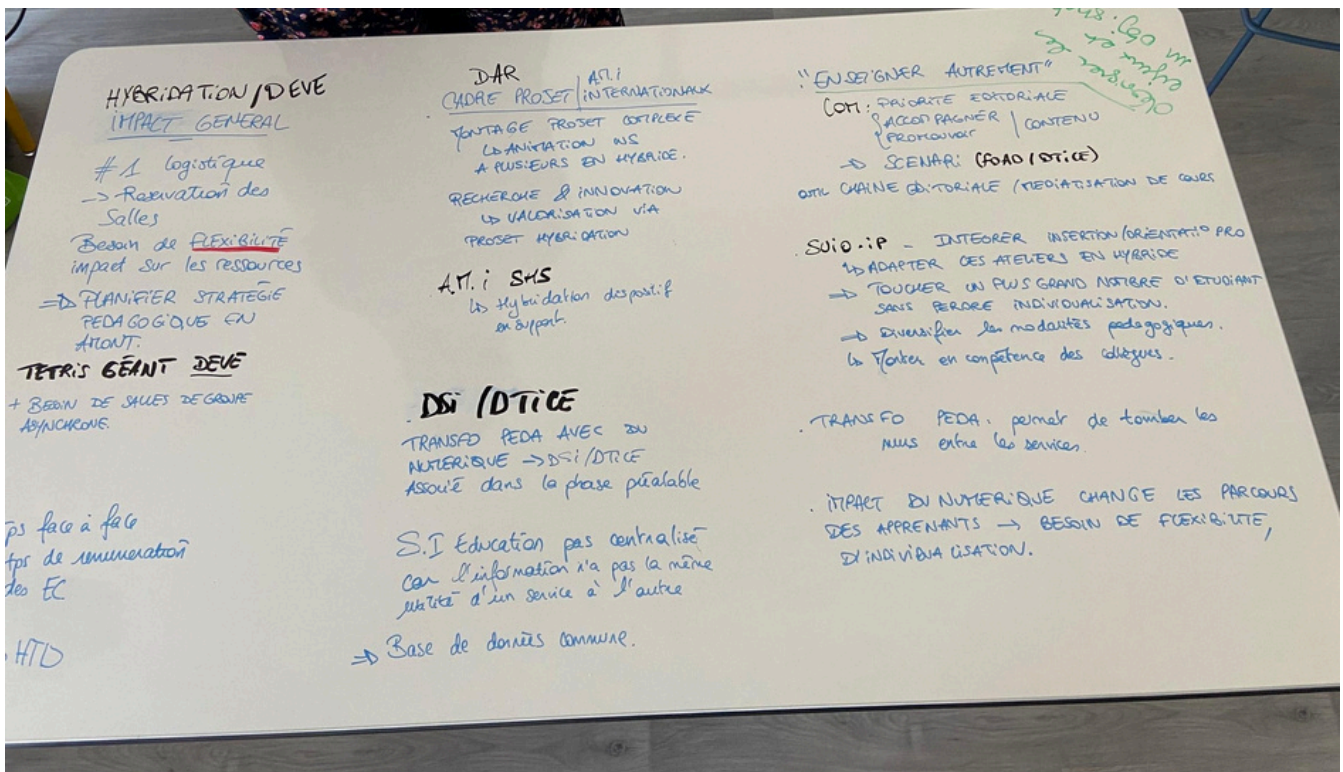 HYBRIDATION/DEVE
IMPACT GENERAL
#1 logistique
-> Reservation des
Salles
Besoin de FLEXIBILITÉ
impact sur les ressources
=> PLANIFIER STRATÉGIE
PEDAGOGIQUE EN
AMONT.
TETRIS GÉANT DEVE
+ BESOIN DE SALLES DE GROUPE
ASYNCHRONE.
ps face à face
tps de remuneration
des EC
HTD
DAR
CADRE PROJET | AMI INTERNATIONAUX
MONTAGE PROJET COMPLEXE
↳ ANIMATION
A PLUSIEURS EN HYBRIDE.
RECHERCHE & INNOVATION
↳ VALORISATION VIA
PROJET HYBRIDATION
A.M.i SHS
↳ Hybridation dispositif
en support.
. DSi /DTiCE
TRANSFO PEDA AVEC DU
NUMERIQUE -> DSi/DTICE
Associé dans la phase préalable
S.I Education pas centralisé
car l'information n'a pas la même
utilité d'un service à l'autre
=> Base de données commune.
"ENSEIGNER AUTREMENT"
COM : PRIORITE EDITORIALE
ACCOMPAGNER
PROMOUVOIR | CONTENU
-> SCENARi (FOAD/DTICE)
OUTIL CHAINE EDITORIALE / MEDIATISATION DE COURS
. SUiO-iP - INTEGRER INSERTION/ORIENTATIO PRO
↳ ADAPTER CES ATELIERS EN HYBRIDE
=> TOUCHER UN PLUS GRAND NOMBRE D'ETUDIANT
SANS PERDRE INDIVIDUALISATION.
=> Diversifier les modalités pedagogiques.
↳ Monter en compétence des collègues.
. TRANSFO PEDA. permet de tomber les
murs entre les services.
. IMPACT DU NUMERIQUE CHANGE LES PARCOURS
DES APPRENANTS -> BESOIN DE FLEXIBILITE,
D'INDIVIDUALISATION.
enjeux et